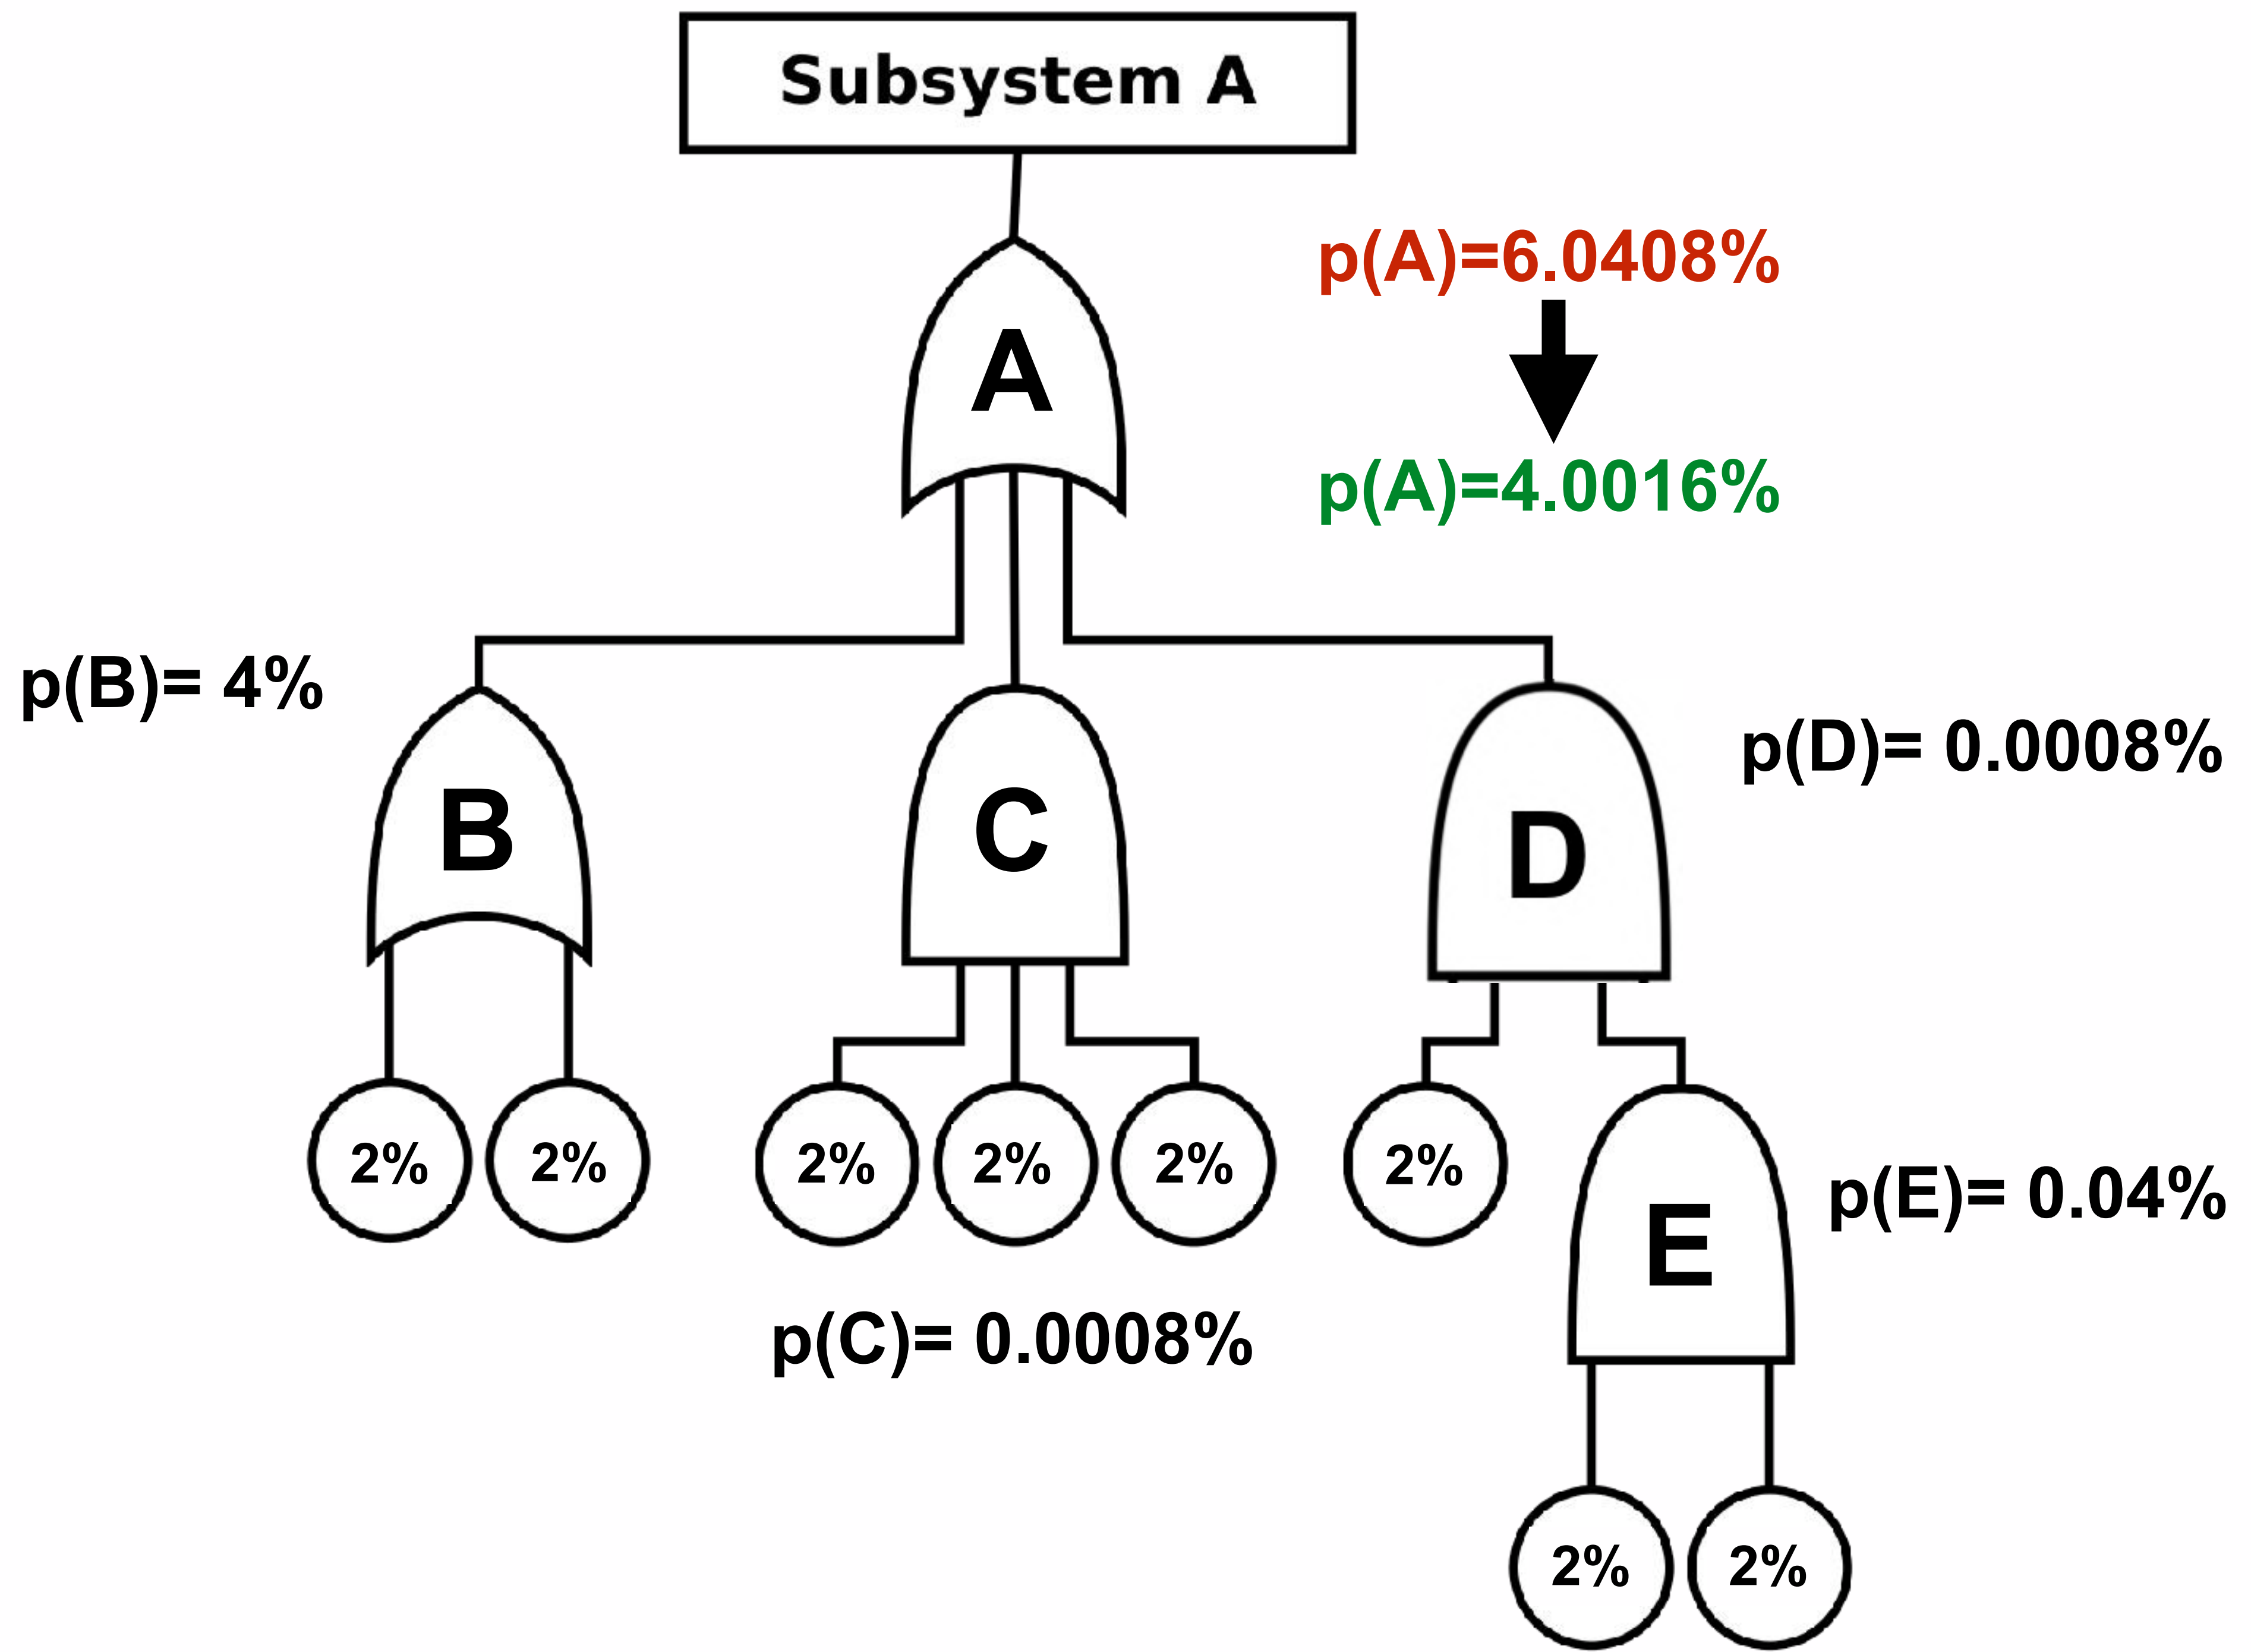 Subsystem A
p(A)=6.0408%
A
p(A)=4.0016%
p(B)= 4%
p(D)= 0.0008%
B
C
D
2%
2%
2%
2%
2%
2%
p(E)= 0.04%
E
p(C)= 0.0008%
2%
2%